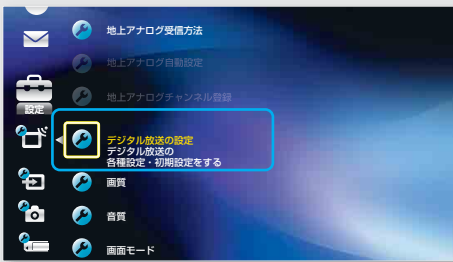 地上アナログ受信方法
地上アナログ自動設定
設定
地上アナログチャンネル登録
デジタル放送の設定
デジタル放送の
各種設定・初期設定をする
画質
音質
画面モード